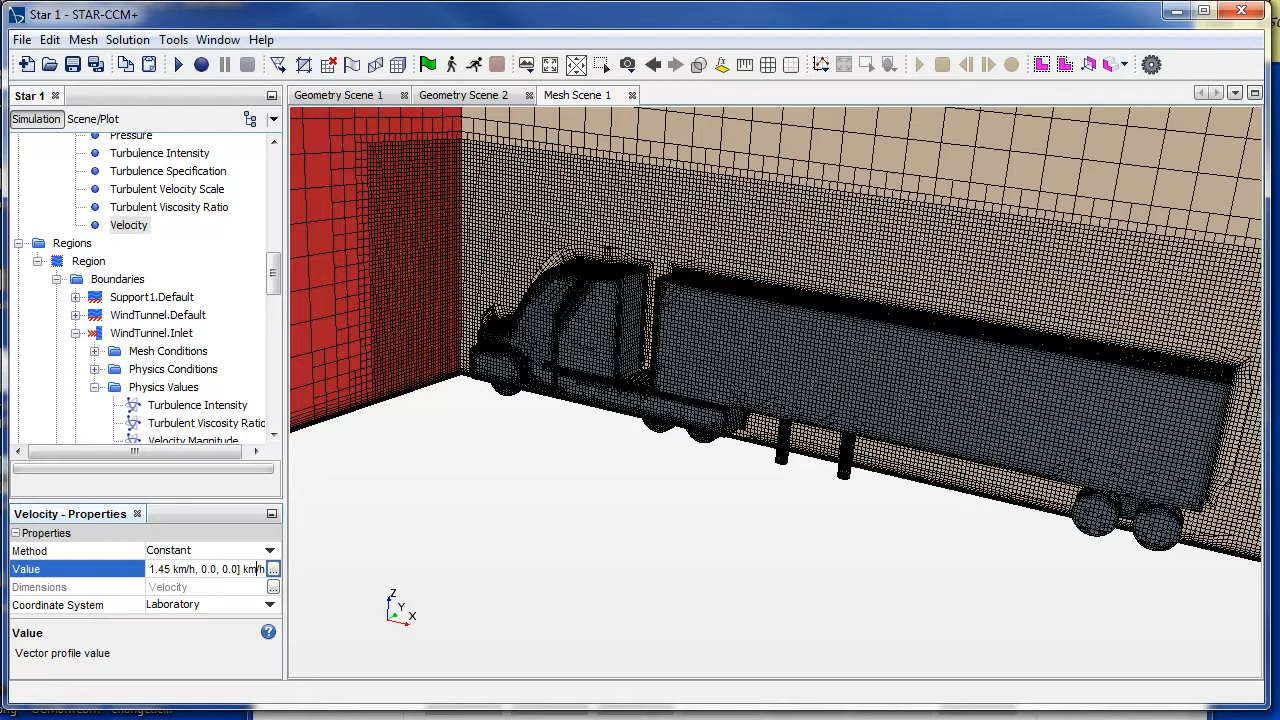 Star 1 - STAR-CCM+
File Edit Mesh Solution Tools Window Help
Star 1
Geometry Scene 1
Geometry Scene 2
Mesh Scene 1
Simulation Scene/Plot
Pressure
Turbulence Intensity
Turbulence Specification
Turbulent Velocity Scale
Turbulent Viscosity Ratio
Velocity
Regions
Region
Boundaries
Support1.Default
WindTunnel.Default
WindTunnel.Inlet
Mesh Conditions
Physics Conditions
Physics Values
Turbulence Intensity
Turbulent Viscosity Ratio
Velocity Magnitude
Velocity - Properties
Properties
Method Constant
Value 1.45 km/h, 0.0, 0.0] km/h
Dimensions Velocity
Coordinate System Laboratory
Value
Vector profile value
Z
Y
X